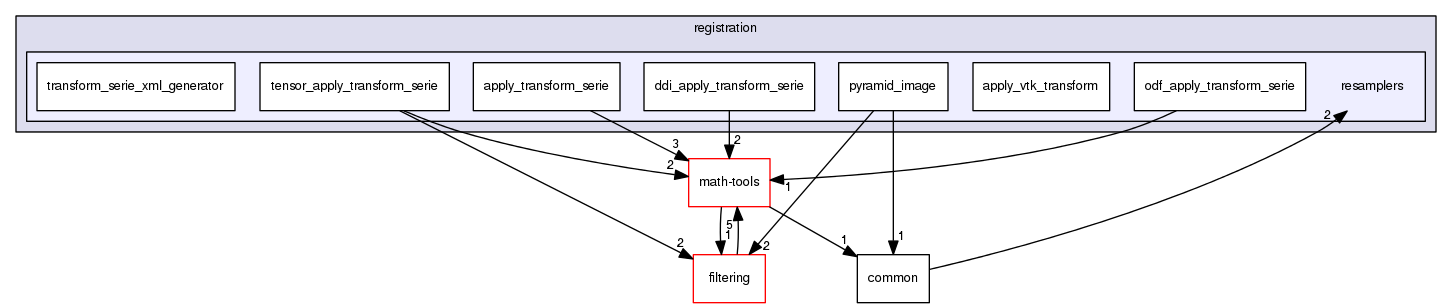 registration
transform_serie_xml_generator
tensor_apply_transform_serie
apply_transform_serie
ddi_apply_transform_serie
pyramid_image
apply_vtk_transform
odf_apply_transform_serie
resamplers
2
3
2
2
1
math-tools
5
1
2
2
1
1
filtering
common